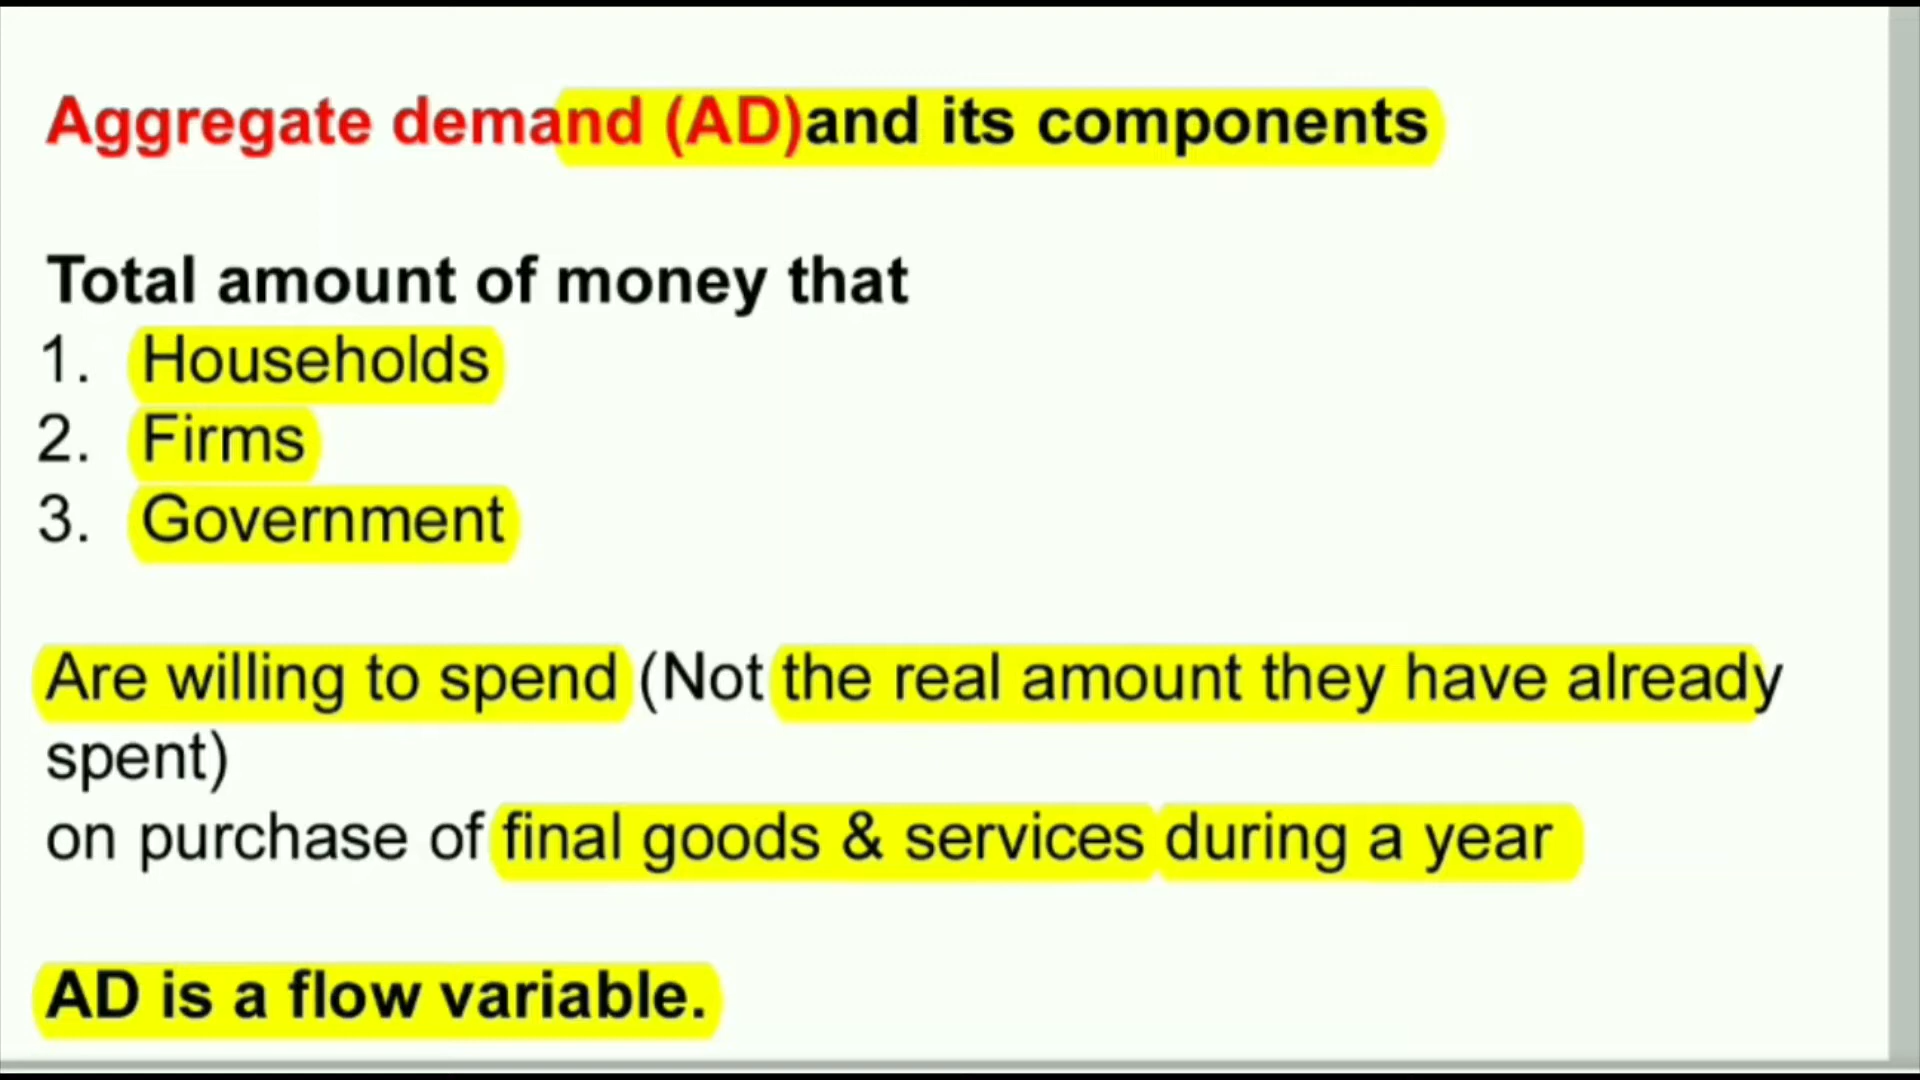 Aggregate demand (AD)and its components
Total amount of money that
1. Households
2. Firms
3. Government
Are willing to spend (Not the real amount they have already
spent)
on purchase of final goods & services during a year
AD is a flow variable.